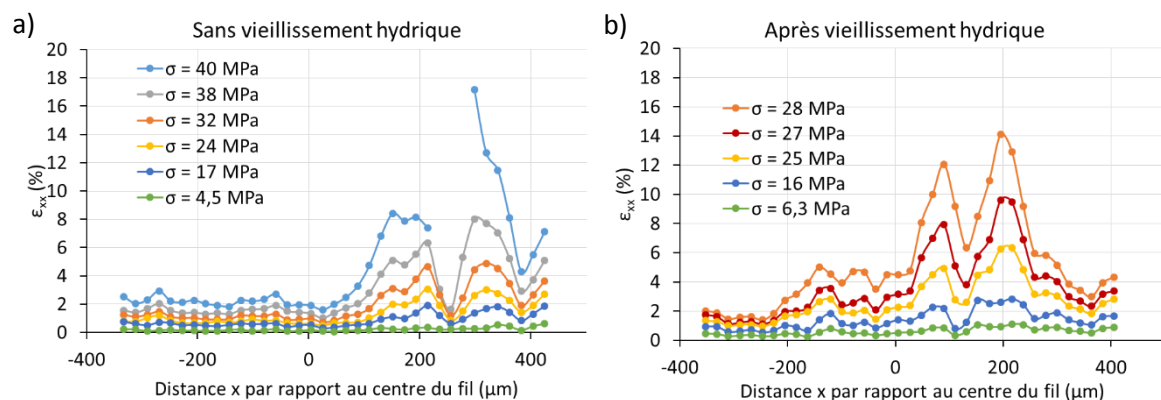 a)
Sans vieillissement hydrique
20
18
16
14
12
10
8
6
4
2
0
εxx (%)
σ = 40 MPa
σ = 38 MPa
σ = 32 MPa
σ = 24 MPa
σ = 17 MPa
σ = 4,5 MPa
-400 -200 0 200 400
Distance x par rapport au centre du fil (µm)
b)
Après vieillissement hydrique
20
18
16
14
12
10
8
6
4
2
0
εxx (%)
σ = 28 MPa
σ = 27 MPa
σ = 25 MPa
σ = 16 MPa
σ = 6,3 MPa
-400 -200 0 200 400
Distance x par rapport au centre du fil (µm)